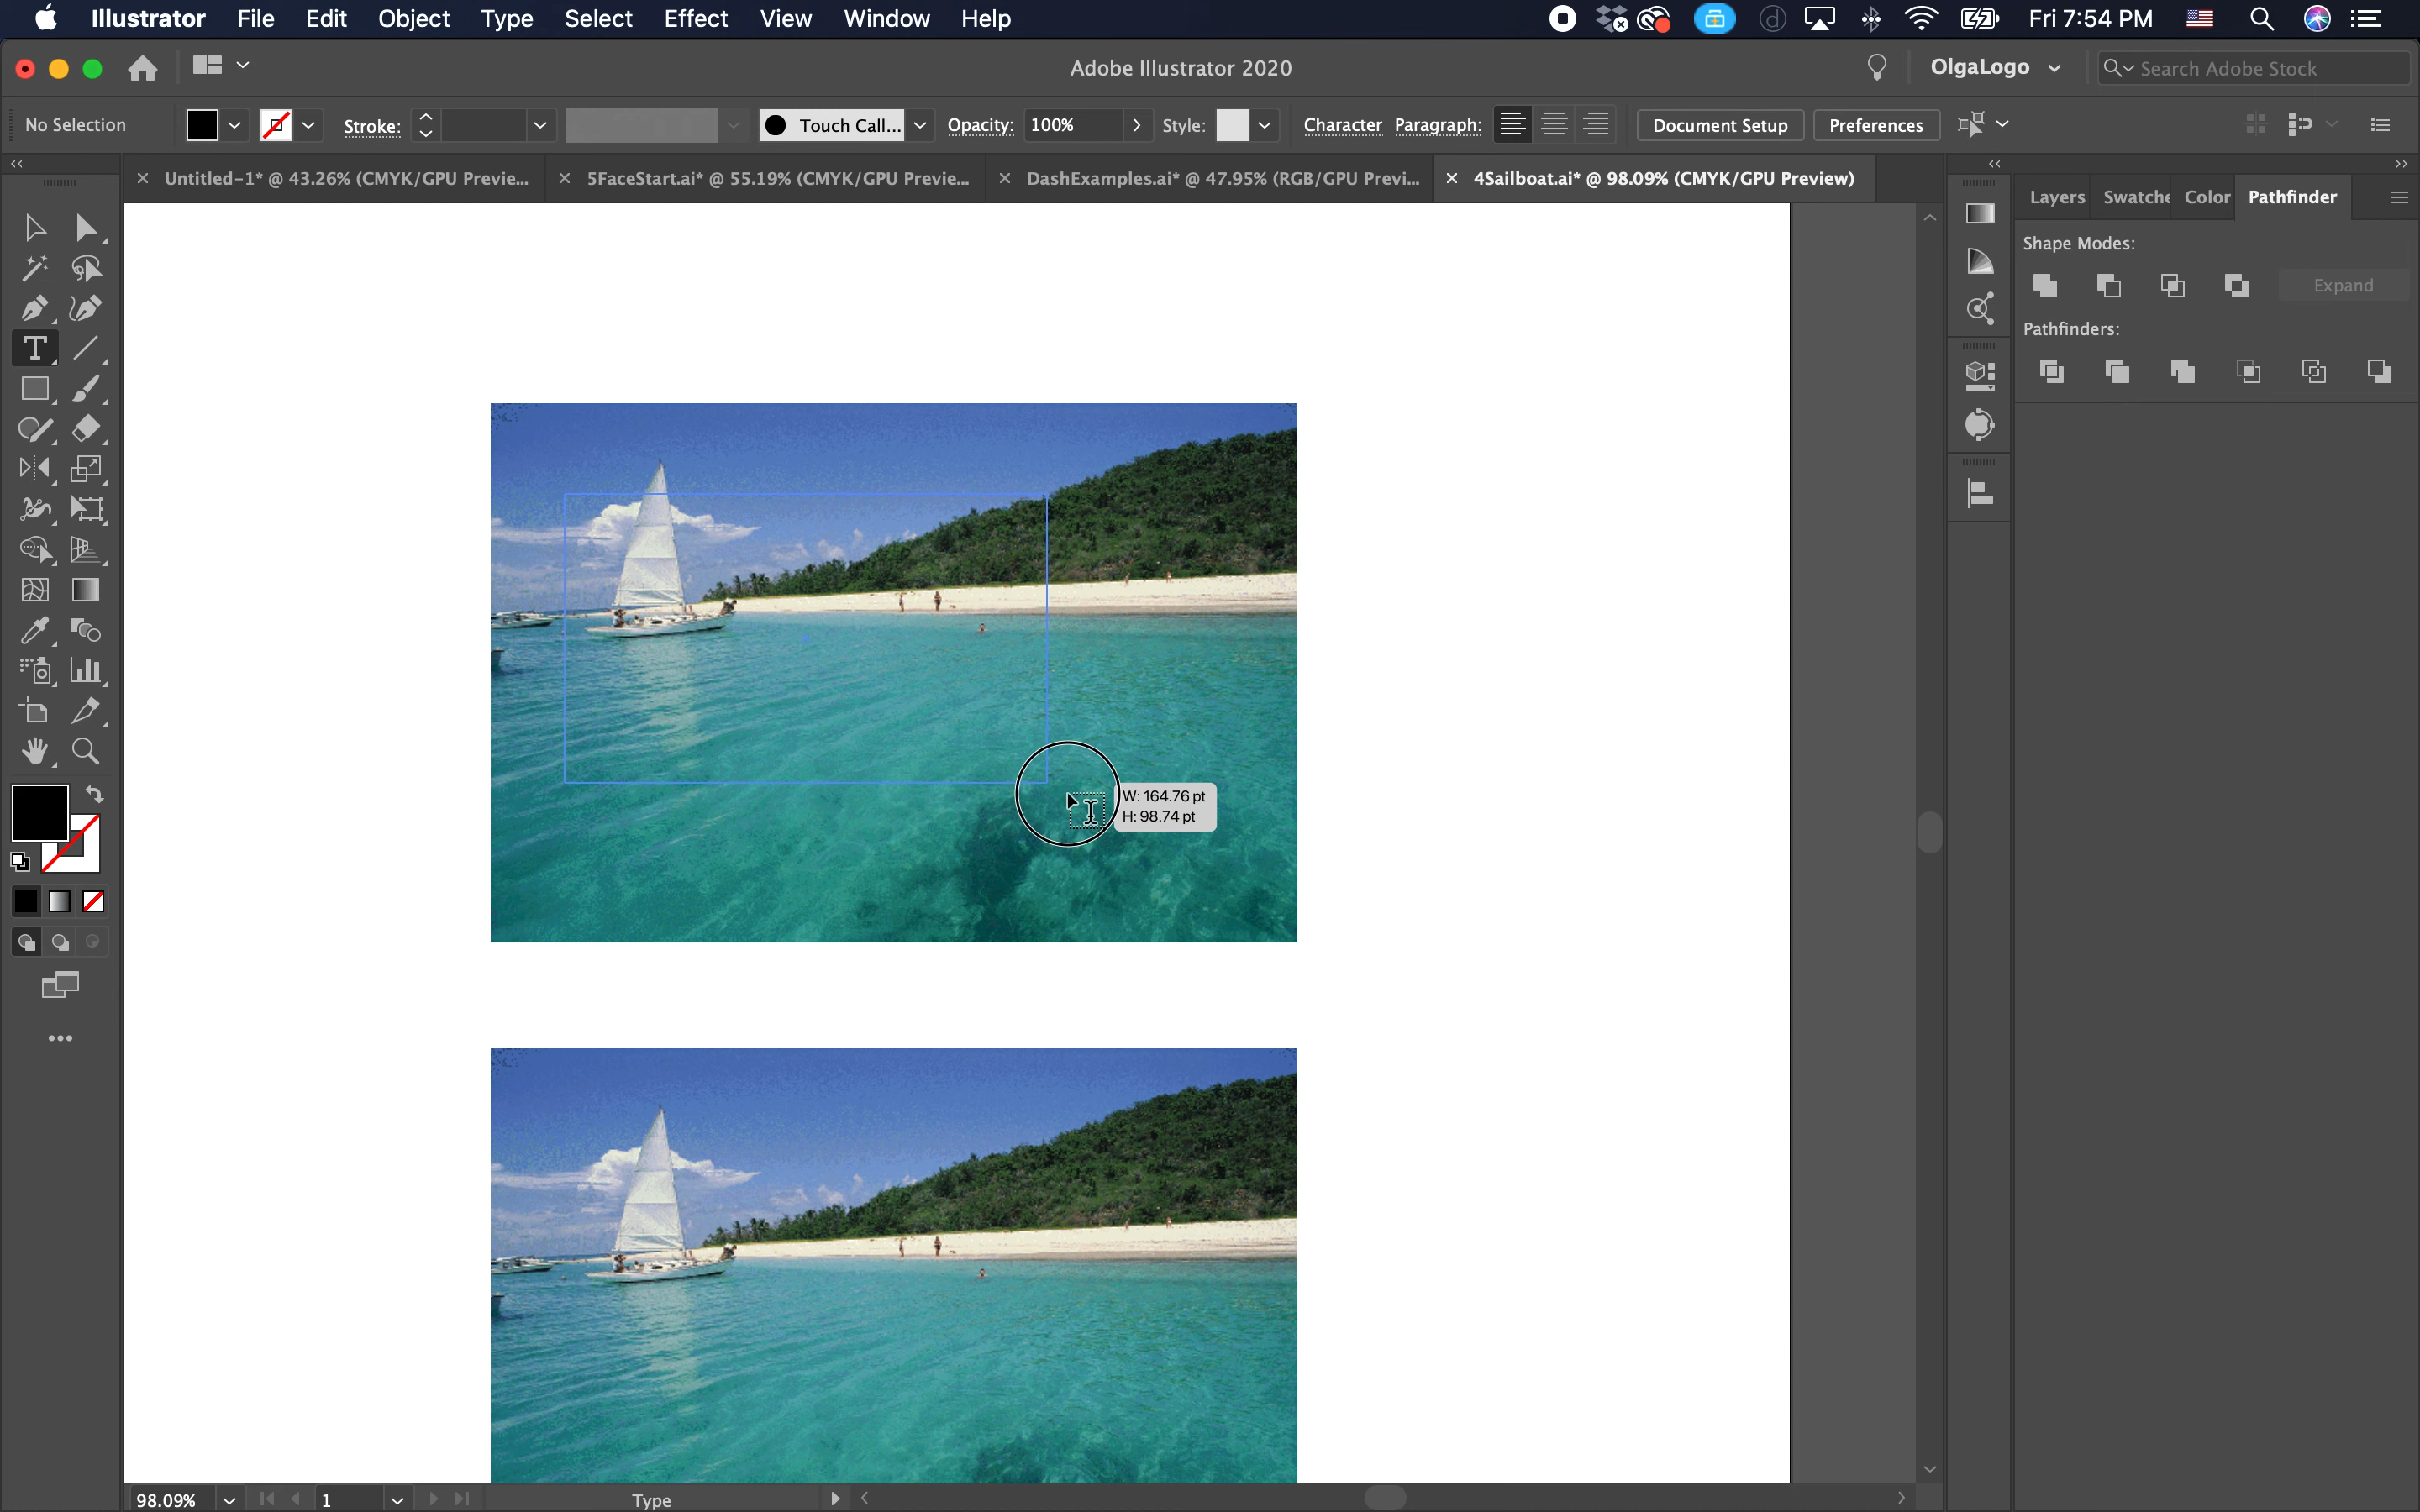 Illustrator File Edit Object Type Select Effect View Window Help Fri 7:54 PM
Adobe Illustrator 2020 OlgaLogo Search Adobe Stock
No Selection Stroke: Touch Call... Opacity: 100% Style: Character Paragraph: Document Setup Preferences
Untitled-1* @ 43.26% (CMYK/GPU Previe... 5FaceStart.ai* @ 55.19% (CMYK/GPU Previe... DashExamples.ai* @ 47.95% (RGB/GPU Previ... 4Sailboat.ai* @ 98.09% (CMYK/GPU Preview)
Layers Swatche Color Pathfinder
Shape Modes:
Expand
Pathfinders:
W: 164.76 pt
H: 98.74 pt
98.09% 1 Type